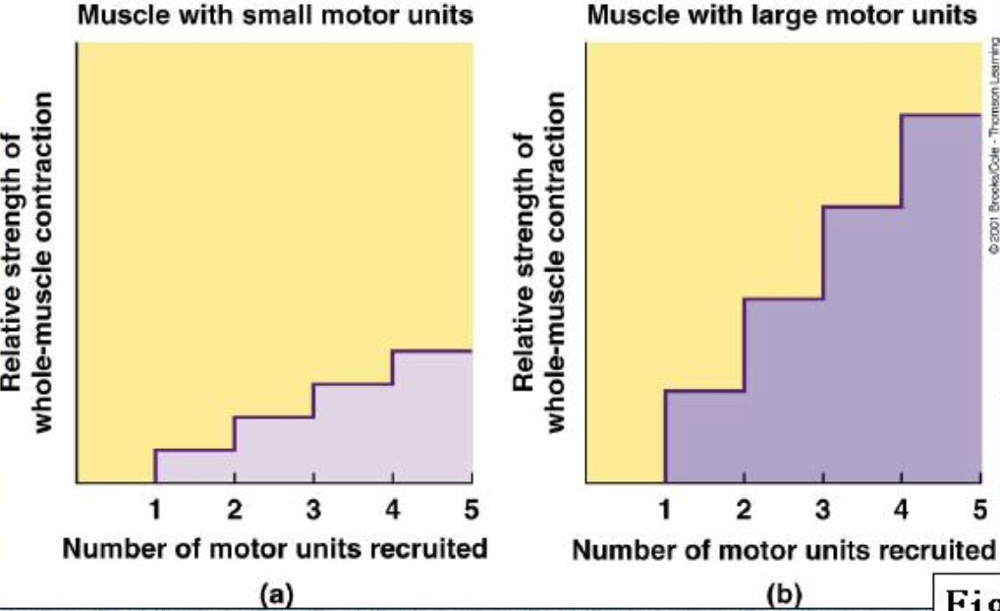 Muscle with small motor units
Relative strength of
whole-muscle contraction
1 2 3 4 5
Number of motor units recruited
(a)
Muscle with large motor units
Relative strength of
whole-muscle contraction
1 2 3 4 5
Number of motor units recruited
(b)
© 2001 Brooks/Cole - Thomson Learning
Fig